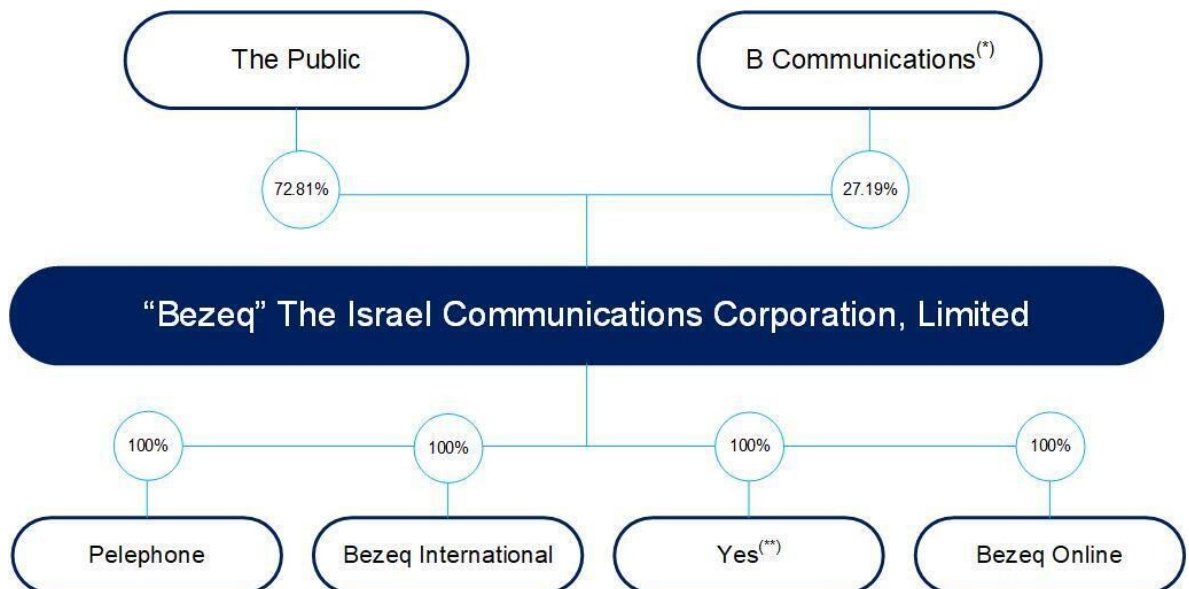 The Public
B Communications(*)
72.81%
27.19%
“Bezeq” The Israel Communications Corporation, Limited
100%
100%
100%
100%
Pelephone
Bezeq International
Yes(**)
Bezeq Online